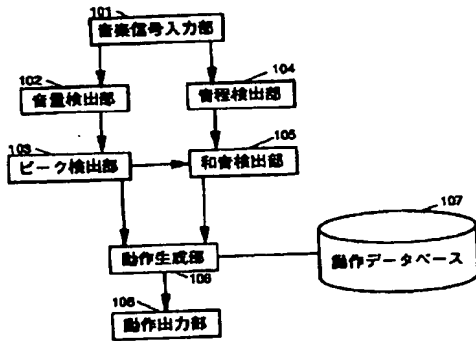 101
音楽信号入力部
102
音量検出部
104
音程検出部
103
ピーク検出部
105
和音検出部
107
動作データベース
動作生成部
106
108
動作出力部